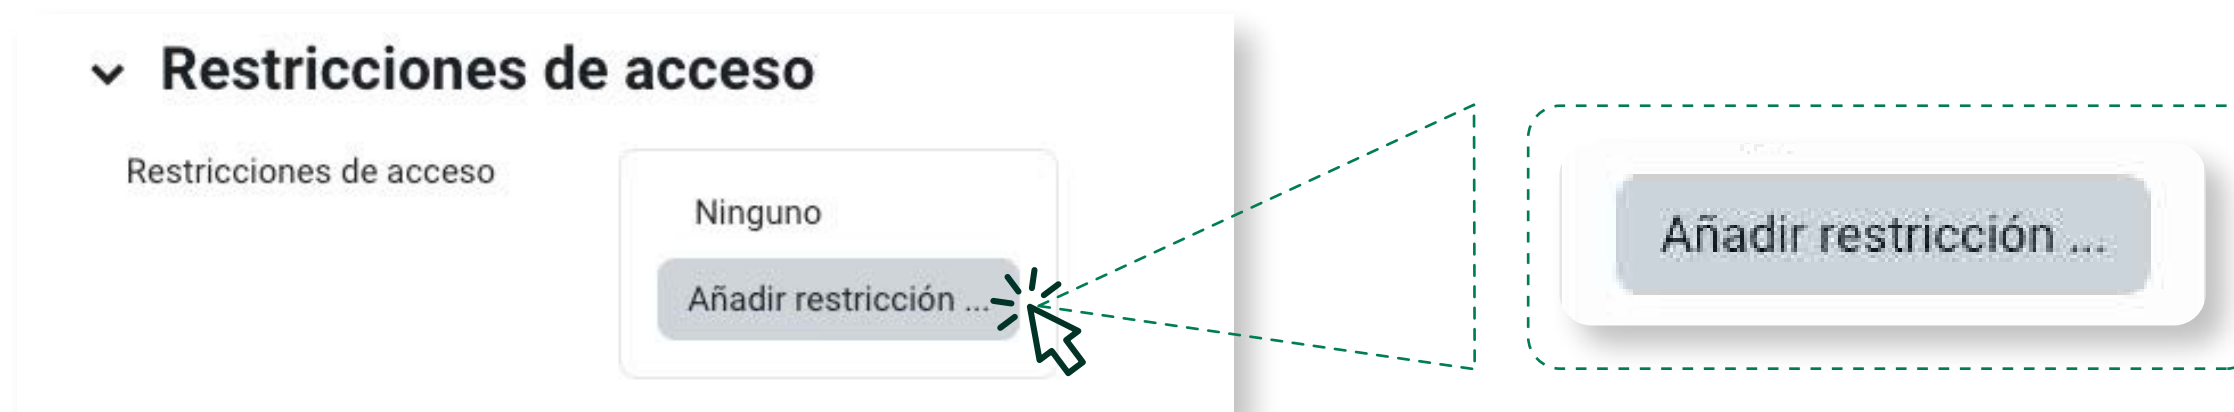 Restricciones de acceso
Restricciones de acceso
Ninguno
Añadir restricción ...
Añadir restricción ...